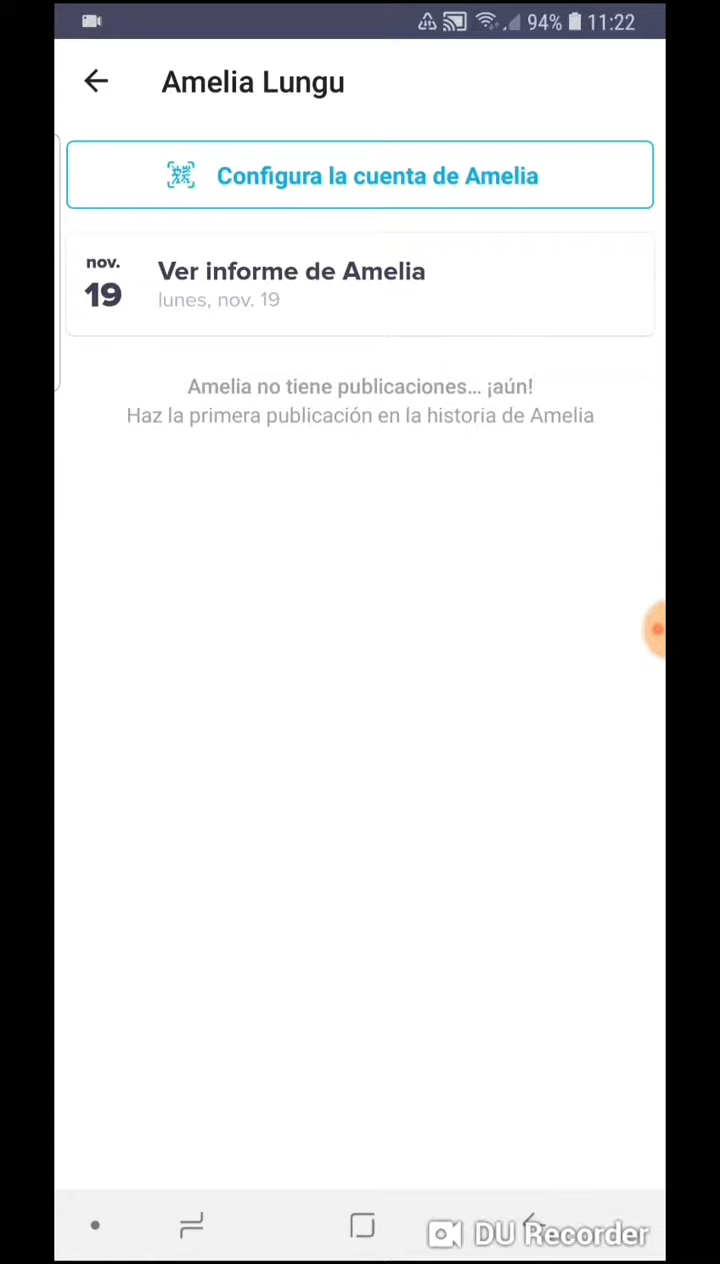 94% 11:22
Amelia Lungu
Configura la cuenta de Amelia
nov.
19
Ver informe de Amelia
lunes, nov. 19
Amelia no tiene publicaciones... ¡aún!
Haz la primera publicación en la historia de Amelia
DU Recorder